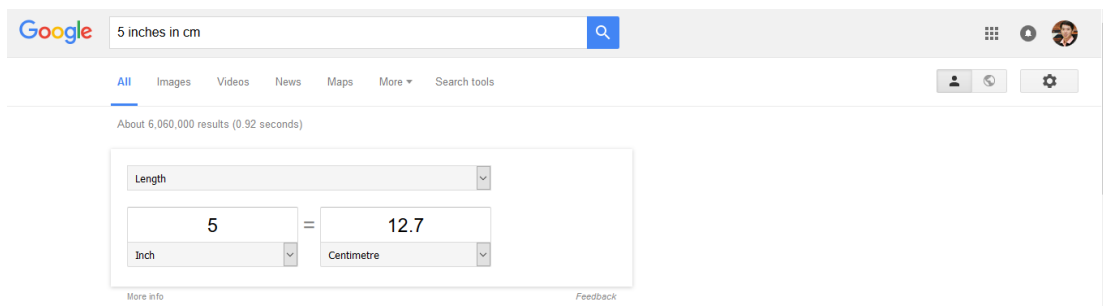 Google 5 inches in cm
All Images Videos News Maps More Search tools
About 6,060,000 results (0.92 seconds)
Length
5 = 12.7
Inch Centimetre
More info Feedback